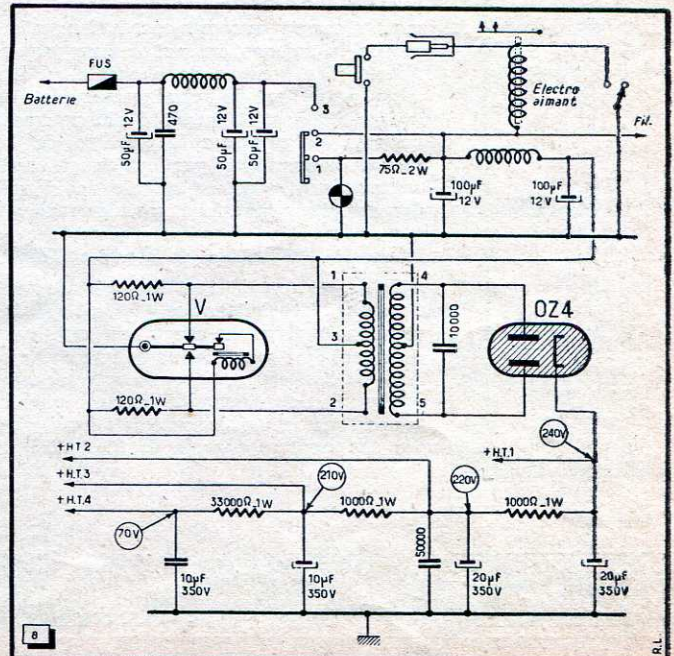 FUS
Batterie
50µF 12V
470
50µF 12V
50µF 12V
3
2
1
Electro
aimant
Fil.
75Ω_2W
100µF
12V
100µF
12V
120Ω_1W
V
120Ω_1W
1
3
2
4
5
10000
OZ4
240V
+H.T.1
+H.T.2
+H.T.3
+H.T.4
70V
33000Ω_1W
210V
1000Ω_1W
220V
1000Ω_1W
10µF
350V
10µF
350V
50000
20µF
350V
20µF
350V
8
R.L.